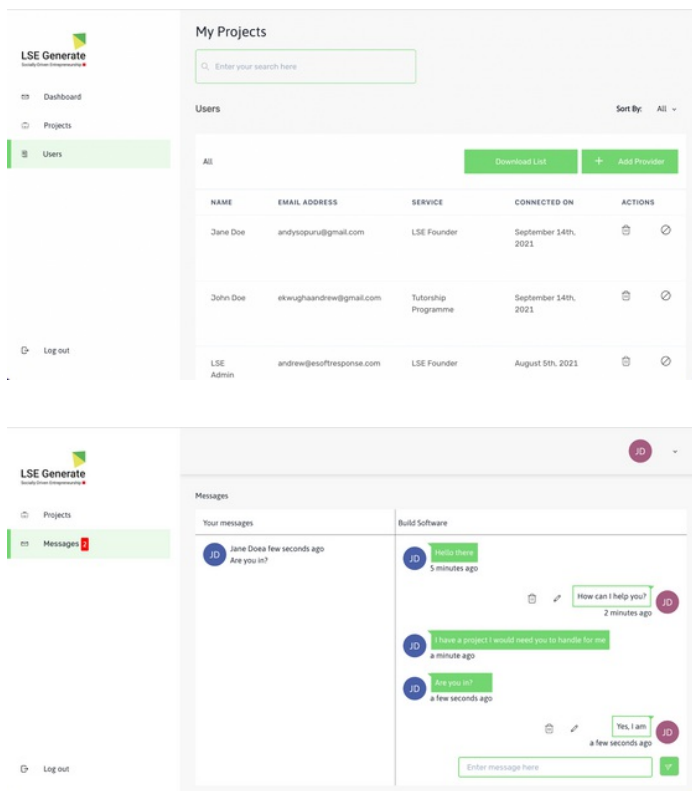 LSE Generate
Socially Driven Entrepreneurship
Dashboard
Projects
Users
Log out
My Projects
Enter your search here
Users
Sort By: All
All
Download List
+ Add Provider
NAME EMAIL ADDRESS SERVICE CONNECTED ON ACTIONS
Jane Doe andysopuru@gmail.com LSE Founder September 14th,
2021
John Doe ekwughaandrew@gmail.com Tutorship September 14th,
Programme 2021
LSE andrew@esoftresponse.com LSE Founder August 5th, 2021
Admin
LSE Generate
Socially Driven Entrepreneurship
Projects
Messages 2
Log out
JD
Messages
Your messages
JD
Jane Doea few seconds ago
Are you in?
Build Software
JD
Hello there
5 minutes ago
How can I help you?
JD
2 minutes ago
JD
I have a project I would need you to handle for me
a minute ago
JD
Are you in?
a few seconds ago
Yes, I am
JD
a few seconds ago
Enter message here